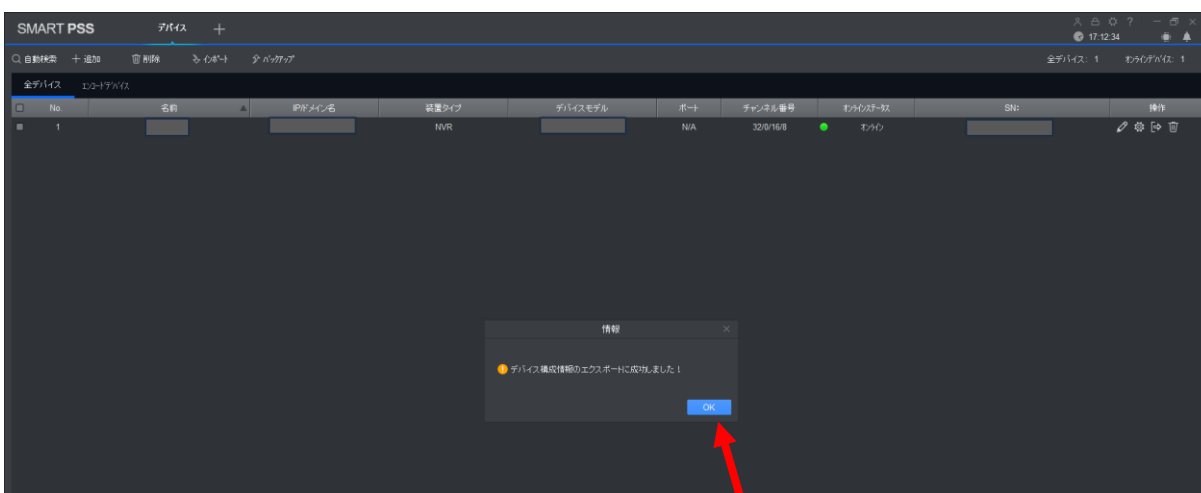 SMART PSS デバイス
17:12:34
自動検索 追加 削除 インポート バックアップ 全デバイス: 1 オンラインデバイス: 1
全デバイス エンコードデバイス
No. 名前 IP/ドメイン名 装置タイプ デバイスモデル ポート チャンネル番号 オンラインステータス SN: 操作
1 NVR N/A 32/0/16/8 オンライン
情報
デバイス構成情報のエクスポートに成功しました!
OK